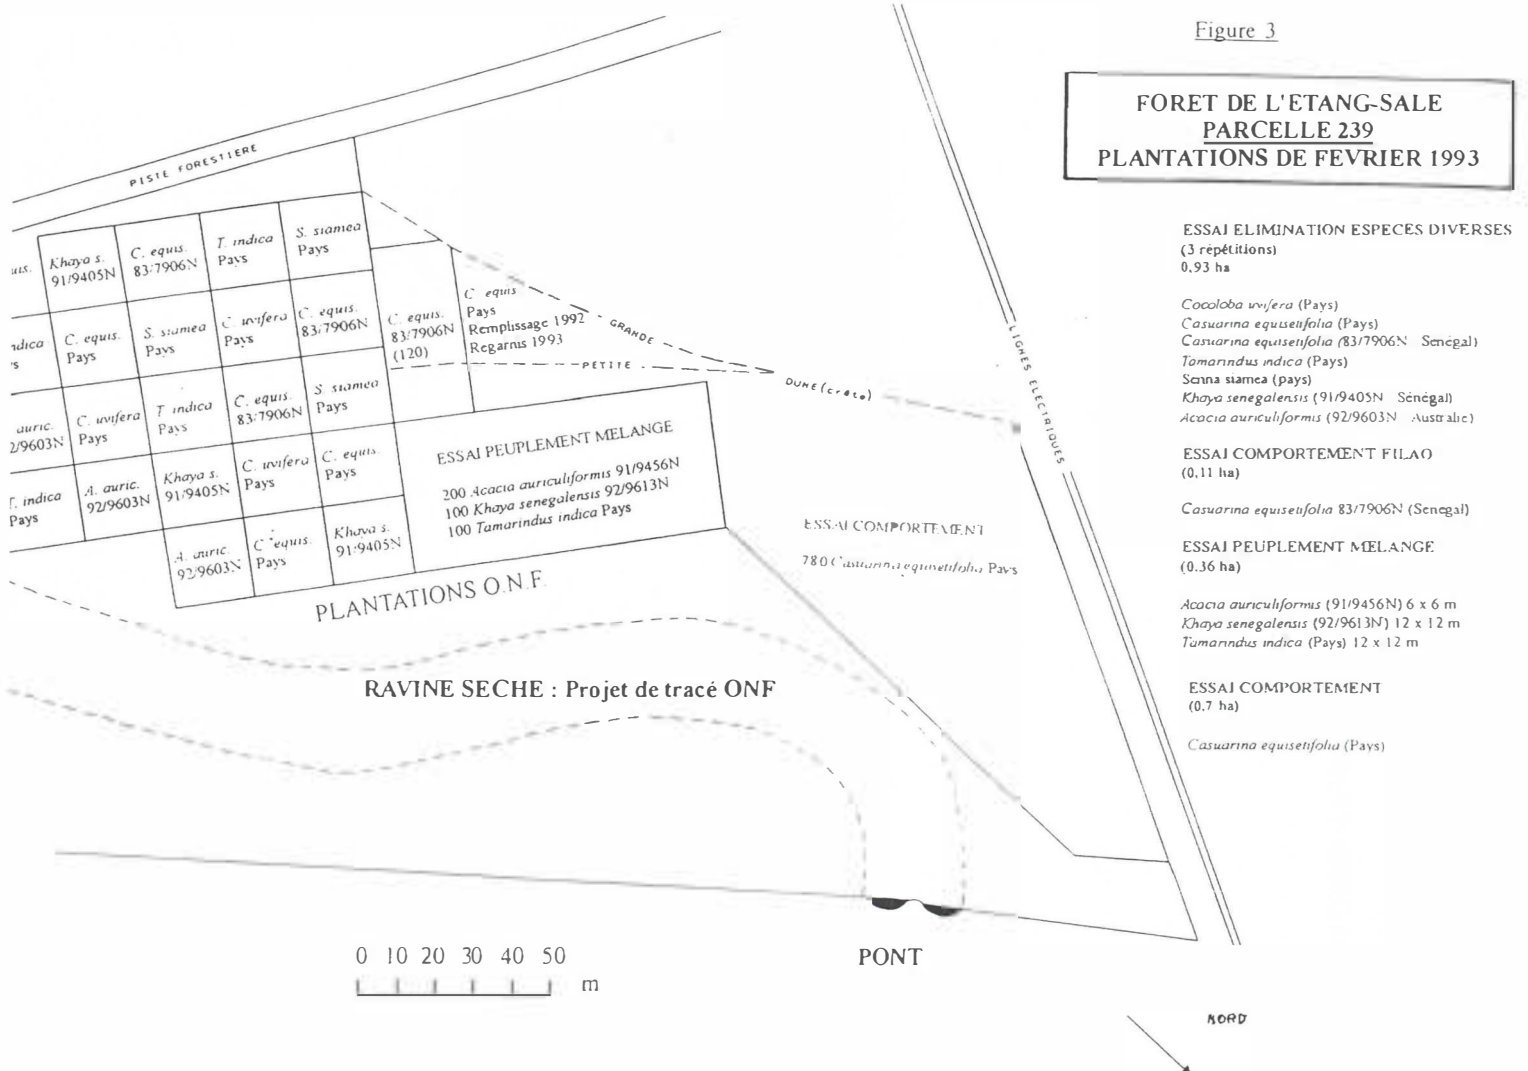 Figure 3
FORET DE L'ETANG-SALE
PARCELLE 239
PLANTATIONS DE FEVRIER 1993
PISTE FORESTIERE
uis.
Khaya s.
91/9405N
C. equis.
83/7906N
T. indica
Pays
S. siamea
Pays
ndica
's
C. equis.
Pays
S. siamea
Pays
C. uvifera
Pays
C. equis.
83/7906N
C. equis.
83/7906N
(120)
C equis
Pays
Remplissage 1992
Regarnis 1993
GRANDE
PETITE
DUNE (crête)
LIGNES ELECTRIQUES
auric.
2/9603N
C. uvifera
Pays
T indica
Pays
C. equis.
83/7906N
S. siamea
Pays
T. indica
Pays
A. auric.
92/9603N
Khaya s.
91/9405N
C. uvifera
Pays
C. equis.
Pays
A. auric.
92/9603N
C equis.
Pays
Khaya s.
91/9405N
ESSAI PEUPLEMENT MELANGE
200 Acacia auriculiformis 91/9456N
100 Khaya senegalensis 92/9613N
100 Tamarindus indica Pays
PLANTATIONS O.N.F.
ESSAI COMPORTEMENT
780 Casuarina equisetifolia Pays
RAVINE SECHE : Projet de tracé ONF
PONT
0 10 20 30 40 50
m
NORD
ESSAI ELIMINATION ESPECES DIVERSES
(3 répétitions)
0,93 ha
Cocoloba uvifera (Pays)
Casuarina equisetifolia (Pays)
Casuarina equisetifolia (83/7906N Senegal)
Tamarindus indica (Pays)
Senna siamea (pays)
Khaya senegalensis (91/9405N Sénégal)
Acacia auriculiformis (92/9603N Australie)
ESSAI COMPORTEMENT FILAO
(0,11 ha)
Casuarina equisetifolia 83/7906N (Senegal)
ESSAI PEUPLEMENT MELANGE
(0.36 ha)
Acacia auriculiformis (91/9456N) 6 x 6 m
Khaya senegalensis (92/9613N) 12 x 12 m
Tamarindus indica (Pays) 12 x 12 m
ESSAI COMPORTEMENT
(0,7 ha)
Casuarina equisetifolia (Pays)